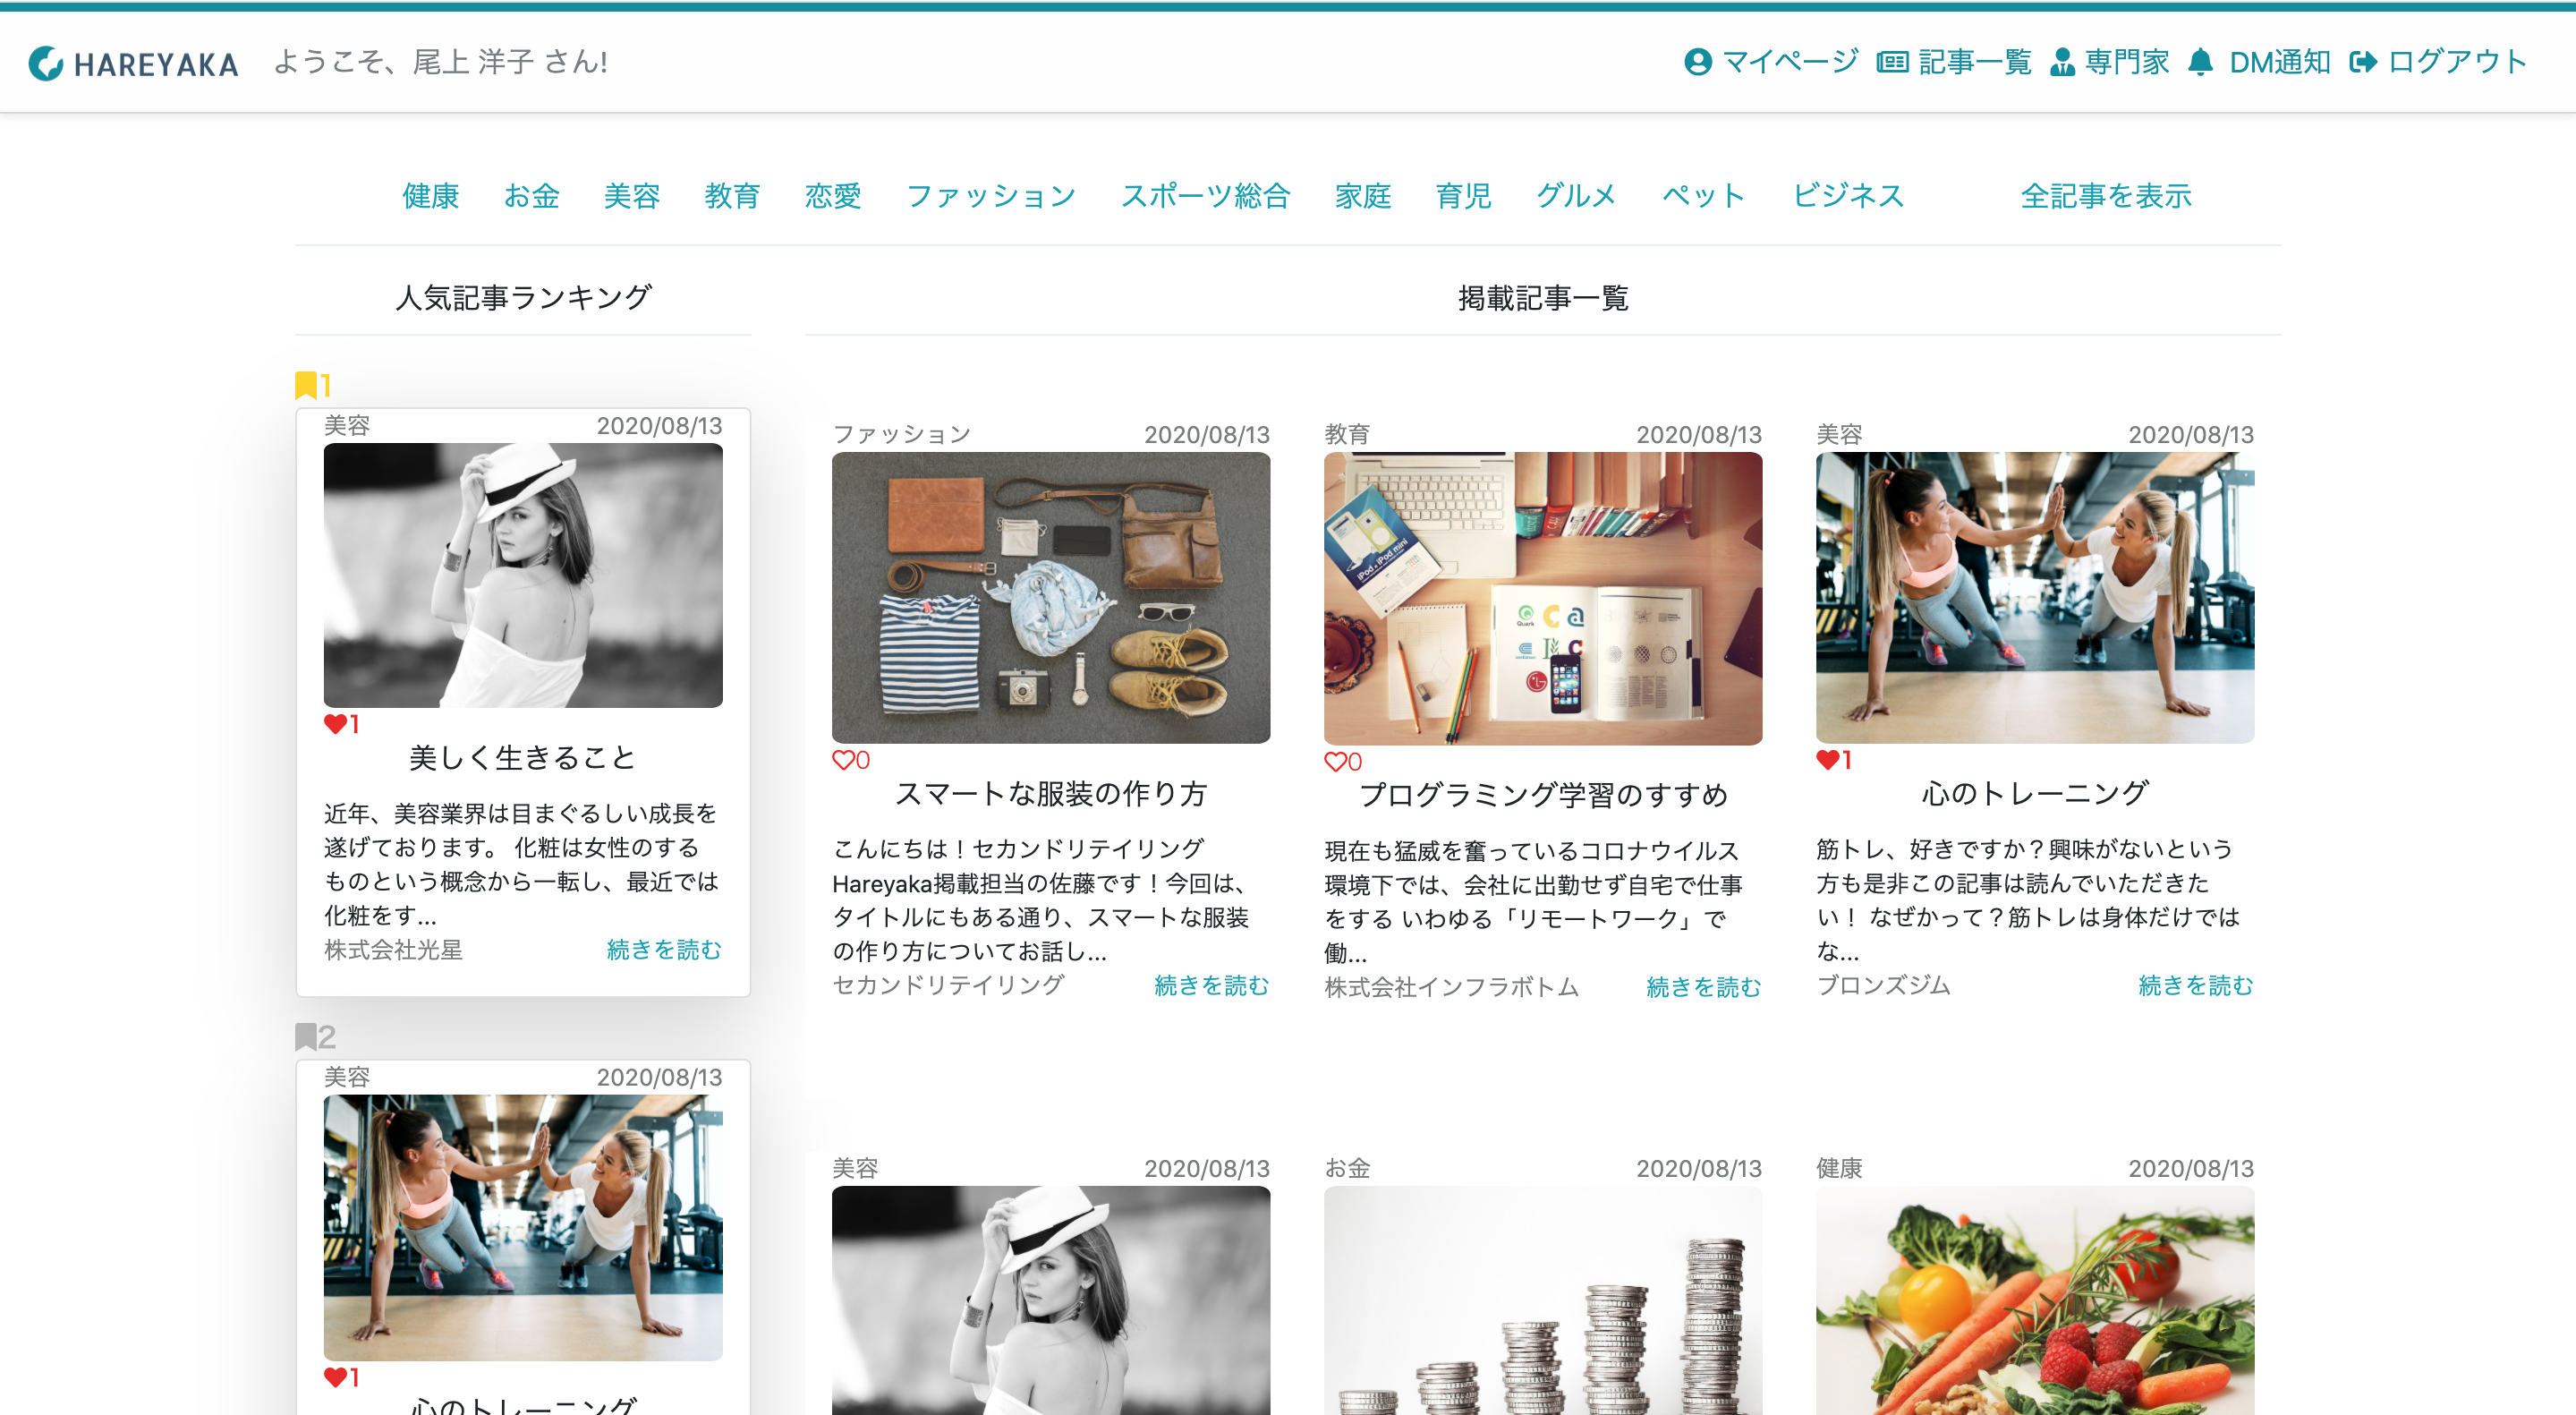 HAREYAKA ようこそ、尾上 洋子 さん!
マイページ 記事一覧 専門家 DM通知 ログアウト
健康 お金 美容 教育 恋愛 ファッション スポーツ総合 家庭 育児 グルメ ペット ビジネス 全記事を表示
人気記事ランキング
1
美容 2020/08/13
1
美しく生きること
近年、美容業界は目まぐるしい成長を
遂げております。 化粧は女性のする
ものという概念から一転し、最近では
化粧をす...
株式会社光星 続きを読む
2
美容 2020/08/13
1
心のトレーニング
掲載記事一覧
ファッション 2020/08/13
0
スマートな服装の作り方
こんにちは！セカンドリテイリング
Hareyaka掲載担当の佐藤です！今回は、
タイトルにもある通り、スマートな服装
の作り方についてお話し...
セカンドリテイリング 続きを読む
教育 2020/08/13
iPod + iPod mini
Quark
0
プログラミング学習のすすめ
現在も猛威を奮っているコロナウイルス
環境下では、会社に出勤せず自宅で仕事
をする いわゆる「リモートワーク」で
働...
株式会社インフラボトム 続きを読む
美容 2020/08/13
1
心のトレーニング
筋トレ、好きですか？興味がないという
方も是非この記事は読んでいただきた
い！ なぜかって？筋トレは身体だけでは
な...
ブロンズジム 続きを読む
美容 2020/08/13
お金 2020/08/13
健康 2020/08/13